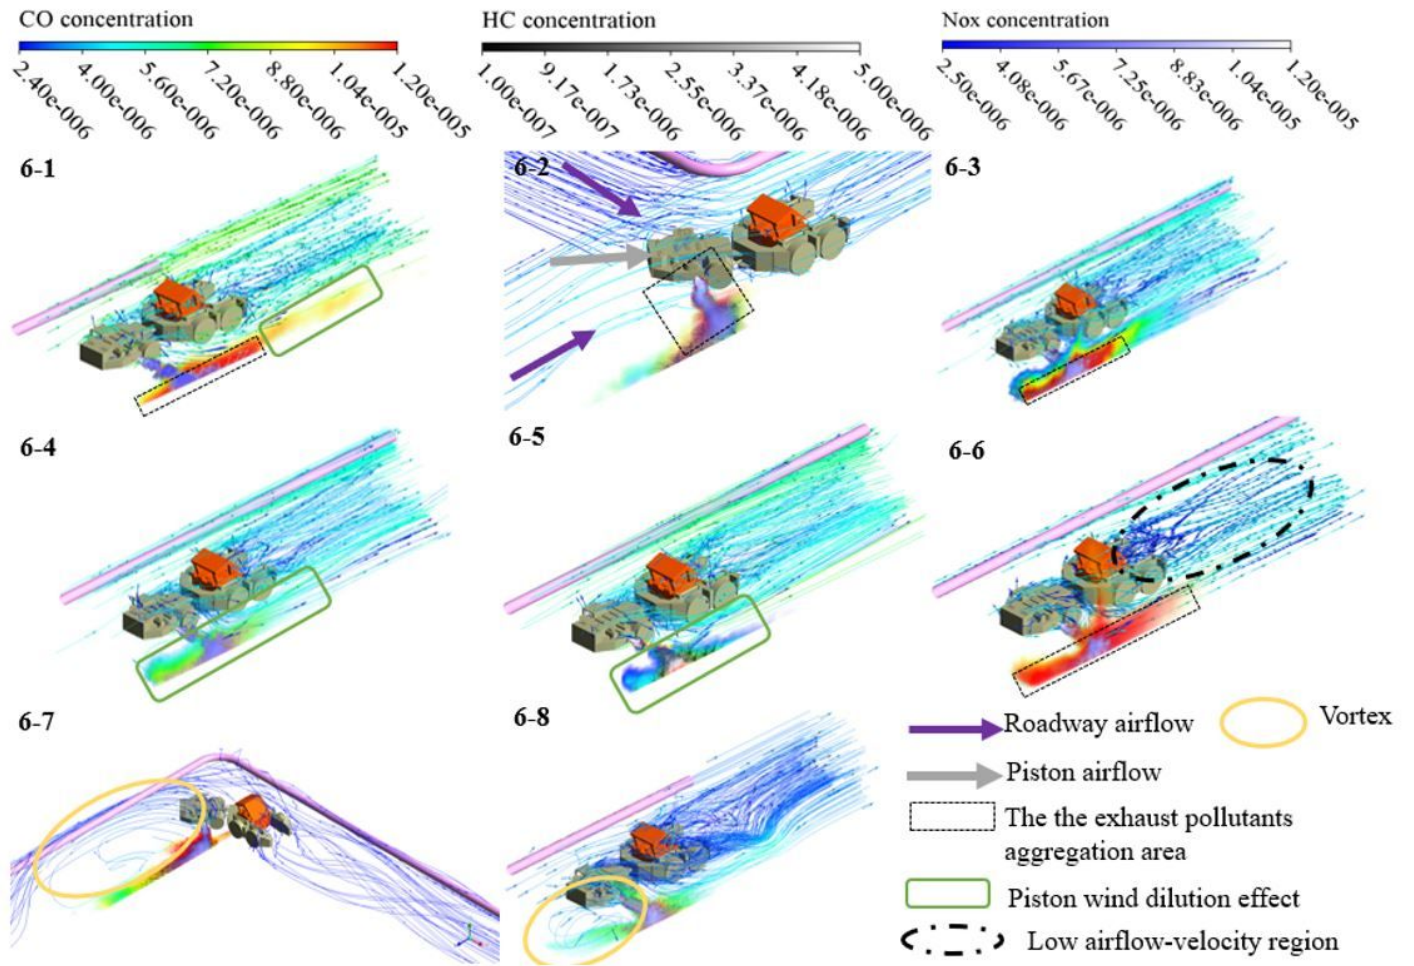 CO concentration
2.40e-006
4.00e-006
5.60e-006
7.20e-006
8.80e-006
1.04e-005
1.20e-005
HC concentration
1.00e-007
9.17e-007
1.73e-006
2.55e-006
3.37e-006
4.18e-006
5.00e-006
Nox concentration
2.50e-006
4.08e-006
5.67e-006
7.25e-006
8.83e-006
1.04e-005
1.20e-005
6-1
6-2
6-3
6-4
6-5
6-6
6-7
6-8
Roadway airflow
Vortex
Piston airflow
The the exhaust pollutants
aggregation area
Piston wind dilution effect
Low airflow-velocity region